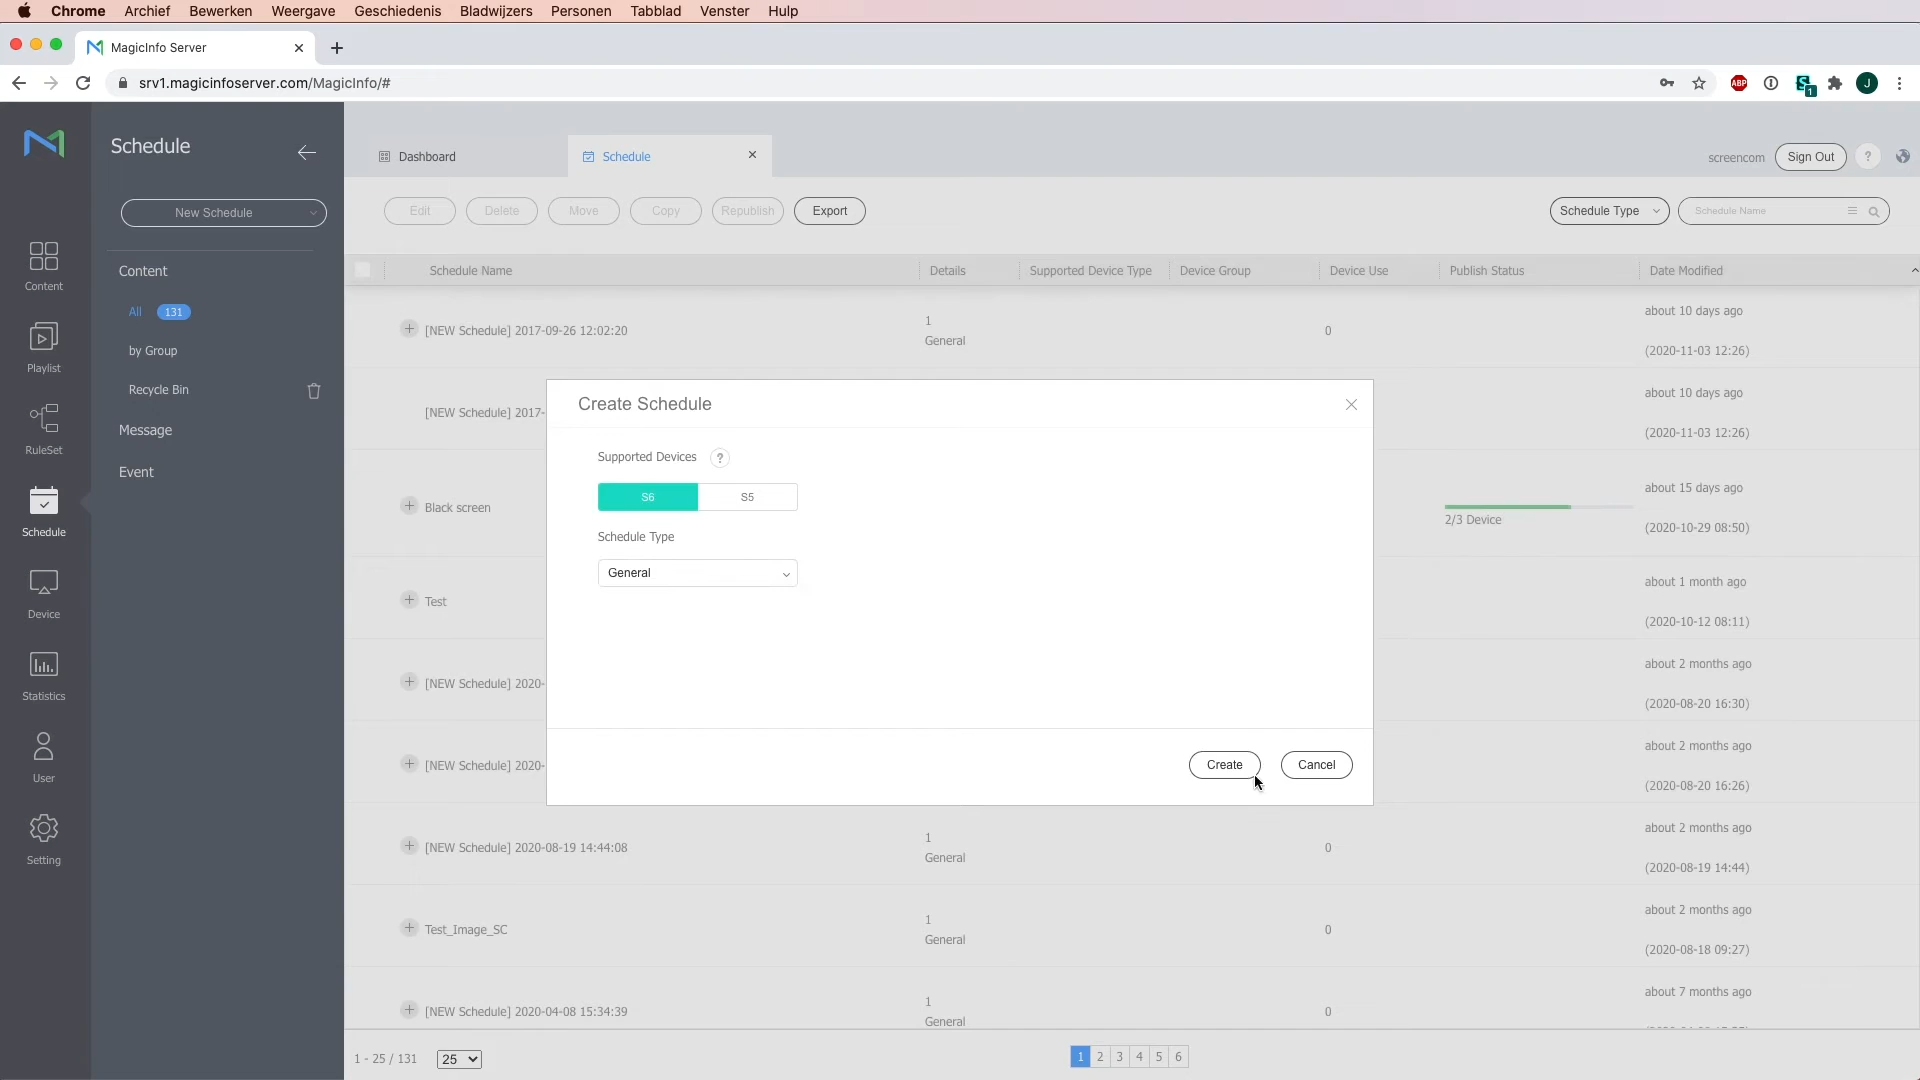 Chrome Archief Bewerken Weergave Geschiedenis Bladwijzers Personen Tabblad Venster Hulp
MagicInfo Server
srv1.magicinfoserver.com/MagicInfo/#
ABP
1
J
Schedule
Dashboard
Schedule
screencom
Sign Out
?
New Schedule
Edit
Delete
Move
Copy
Republish
Export
Schedule Type
Schedule Name
Schedule Name Details Supported Device Type Device Group Device Use Publish Status Date Modified
Content
All 131
by Group
Recycle Bin
Message
Event
Content
Playlist
RuleSet
Schedule
Device
Statistics
User
Setting
[NEW Schedule] 2017-09-26 12:02:20
1
General
0
about 10 days ago
(2020-11-03 12:26)
[NEW Schedule] 2017-
about 10 days ago
(2020-11-03 12:26)
Black screen
2/3 Device
about 15 days ago
(2020-10-29 08:50)
Test
about 1 month ago
(2020-10-12 08:11)
[NEW Schedule] 2020-
about 2 months ago
(2020-08-20 16:30)
[NEW Schedule] 2020-
about 2 months ago
(2020-08-20 16:26)
Create Schedule
Supported Devices ?
S6 S5
Schedule Type
General
Create
Cancel
[NEW Schedule] 2020-08-19 14:44:08
1
General
0
about 2 months ago
(2020-08-19 14:44)
Test_Image_SC
1
General
0
about 2 months ago
(2020-08-18 09:27)
[NEW Schedule] 2020-04-08 15:34:39
1
General
0
about 7 months ago
1 - 25 / 131 25
1 2 3 4 5 6